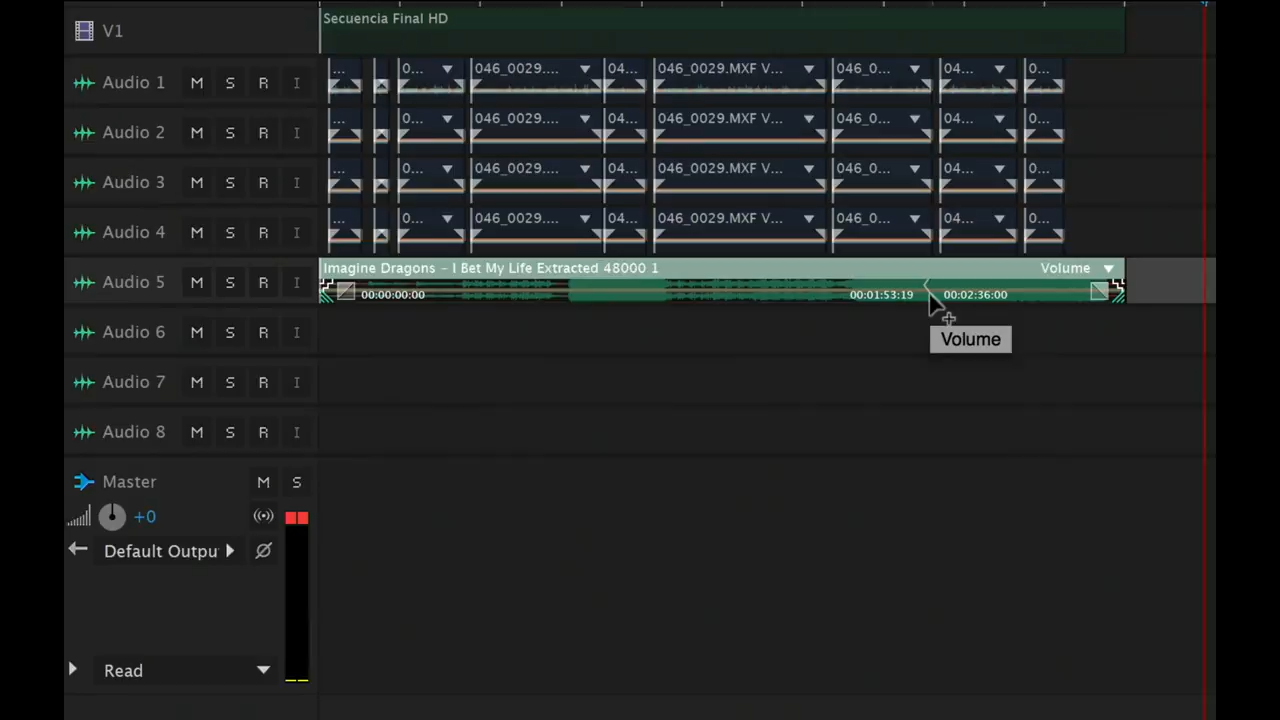 V1
Secuencia Final HD
Audio 1 M S R I
... 0... 046_0029.... 04... 046_0029.MXF V... 046_0... 04... 0...
Audio 2 M S R I
... 0... 046_0029.... 04... 046_0029.MXF V... 046_0... 04... 0...
Audio 3 M S R I
... 0... 046_0029.... 04... 046_0029.MXF V... 046_0... 04... 0...
Audio 4 M S R I
... 0... 046_0029.... 04... 046_0029.MXF V... 046_0... 04... 0...
Imagine Dragons - I Bet My Life Extracted 48000 1 Volume
Audio 5 M S R I
00:00:00:00 00:01:53:19 00:02:36:00
Volume
Audio 6 M S R I
Audio 7 M S R I
Audio 8 M S R I
Master M S
+0
Default Outpu
Read